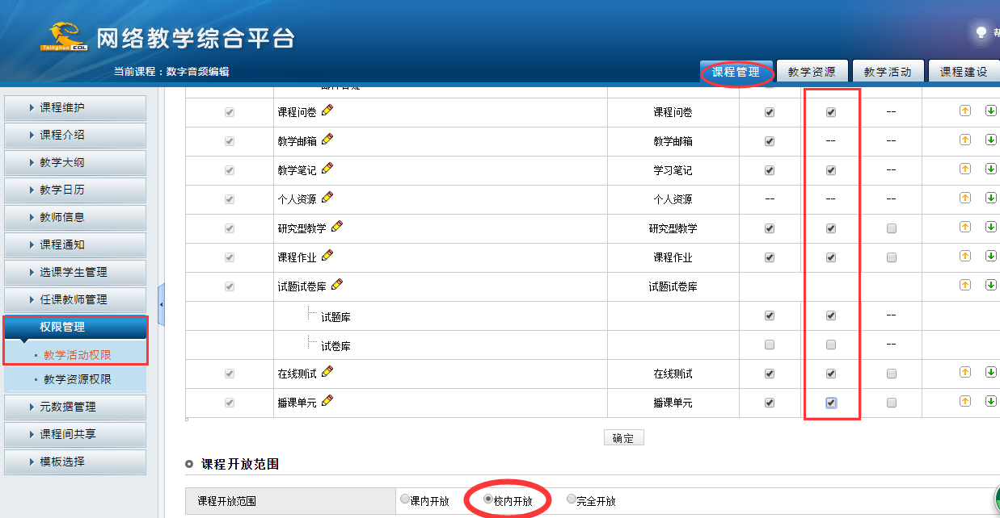 网络教学综合平台
TsinghuaEOL
当前课程：数字音频编辑
课程管理 教学资源 教学活动 课程建设
课程维护
课程介绍
教学大纲
教学日历
教师信息
课程通知
选课学生管理
任课教师管理
权限管理
教学活动权限
教学资源权限
元数据管理
课程间共享
模板选择
课程问卷 课程问卷 --
教学邮箱 教学邮箱 -- --
教学笔记 学习笔记 --
个人资源 个人资源 -- -- --
研究型教学 研究型教学
课程作业 课程作业
试题试卷库 试题试卷库
试题库 --
试卷库 --
在线测试 在线测试
播课单元 播课单元
确定
课程开放范围
课程开放范围 课内开放 校内开放 完全开放